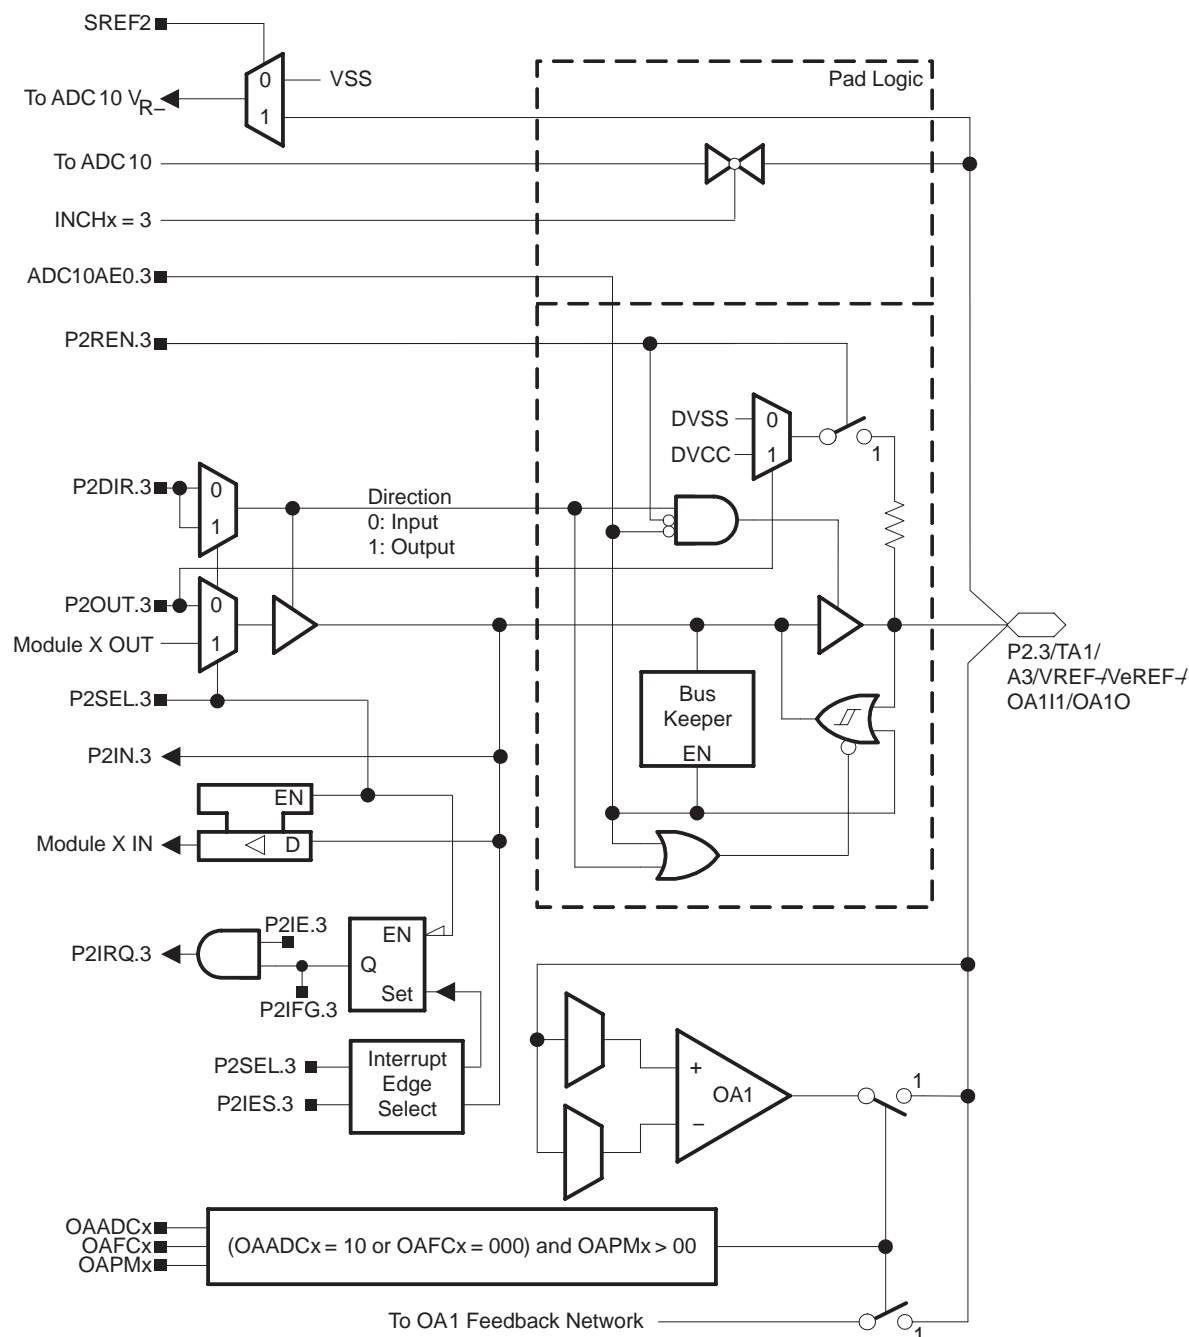 SREF2
0
VSS
To ADC 10 VR−
1
Pad Logic
To ADC 10
INCHx = 3
ADC10AE0.3
P2REN.3
DVSS
0
DVCC
1
1
P2DIR.3
0
1
Direction
0: Input
1: Output
P2OUT.3
0
Module X OUT
1
P2.3/TA1/
A3/VREF−/VeREF−/
OA1I1/OA1O
P2SEL.3
Bus
Keeper
EN
P2IN.3
EN
Module X IN
D
P2IE.3
EN
P2IRQ.3
Q
Set
P2IFG.3
P2SEL.3
Interrupt
Edge
Select
P2IES.3
+
OA1
−
1
OAADCx
OAFCx
OAPMx
(OAADCx = 10 or OAFCx = 000) and OAPMx > 00
To OA1 Feedback Network
1